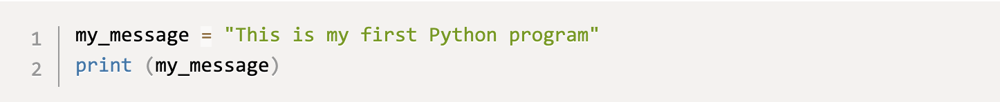 1 my_message = "This is my first Python program"
2 print (my_message)